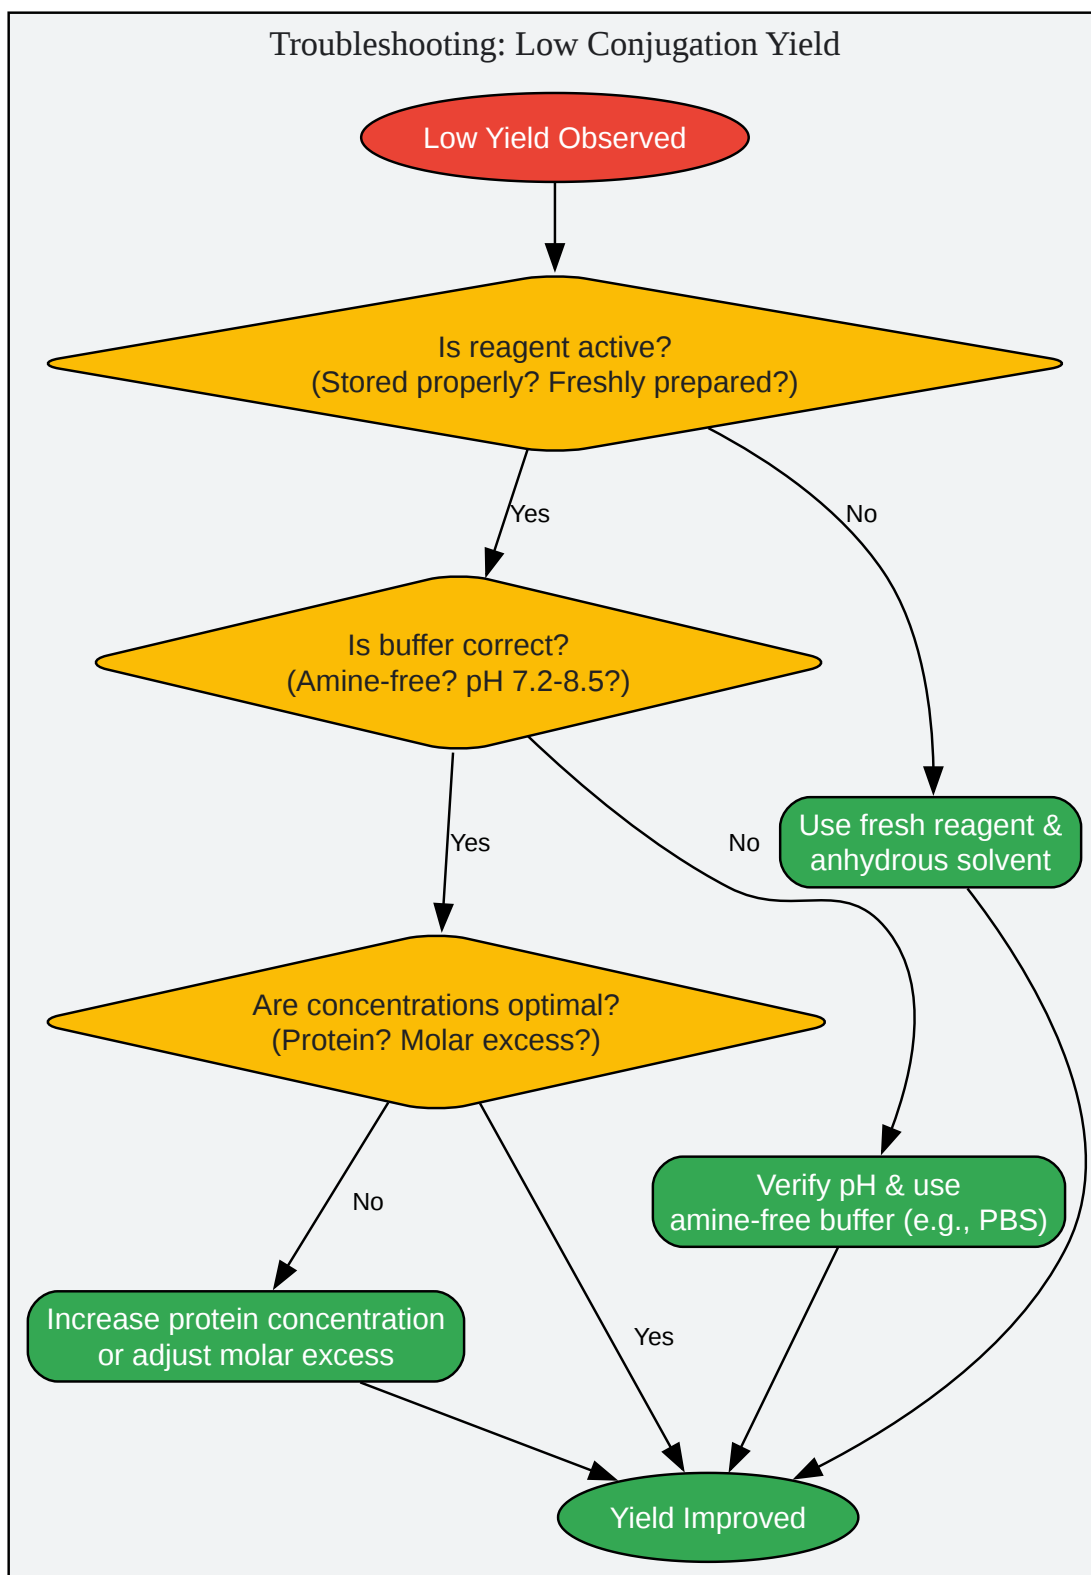 Troubleshooting: Low Conjugation Yield
Low Yield Observed
Is reagent active?
(Stored properly? Freshly prepared?)
Yes
No
Is buffer correct?
(Amine-free? pH 7.2-8.5?)
Use fresh reagent &
anhydrous solvent
Yes
No
Are concentrations optimal?
(Protein? Molar excess?)
Verify pH & use
amine-free buffer (e.g., PBS)
No
Increase protein concentration
or adjust molar excess
Yes
Yield Improved